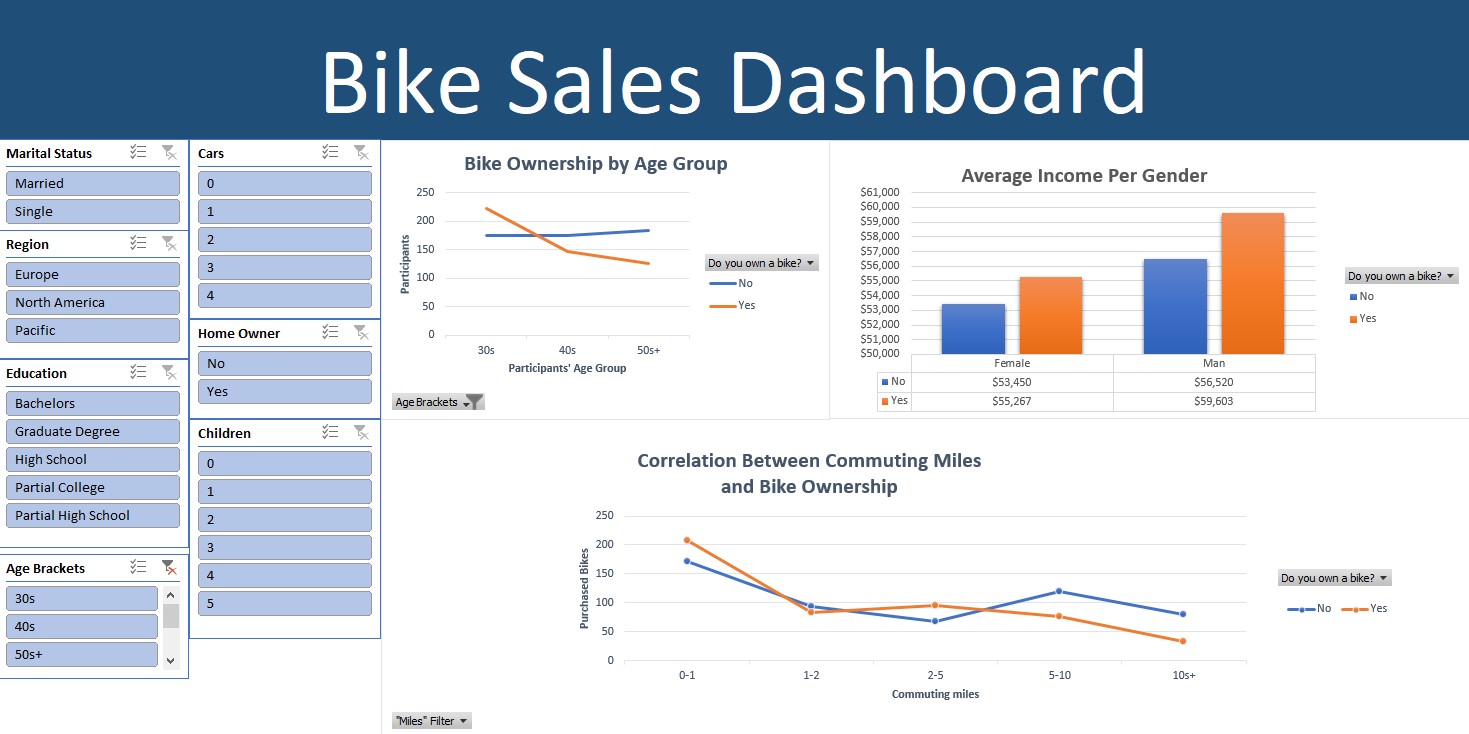 Bike Sales Dashboard
Marital Status
Married
Single
Region
Europe
North America
Pacific
Education
Bachelors
Graduate Degree
High School
Partial College
Partial High School
Age Brackets
30s
40s
50s+
Cars
0
1
2
3
4
Home Owner
No
Yes
Children
0
1
2
3
4
5
Bike Ownership by Age Group
250
200
150
100
50
0
Participants
30s 40s 50s+
Participants' Age Group
Do you own a bike?
No
Yes
Age Brackets
Average Income Per Gender
$61,000
$60,000
$59,000
$58,000
$57,000
$56,000
$55,000
$54,000
$53,000
$52,000
$51,000
$50,000
Female Man
No $53,450 $56,520
Yes $55,267 $59,603
Do you own a bike?
No
Yes
Correlation Between Commuting Miles
and Bike Ownership
250
200
150
100
50
0
Purchased Bikes
0-1 1-2 2-5 5-10 10s+
Commuting miles
Do you own a bike?
No Yes
"Miles" Filter